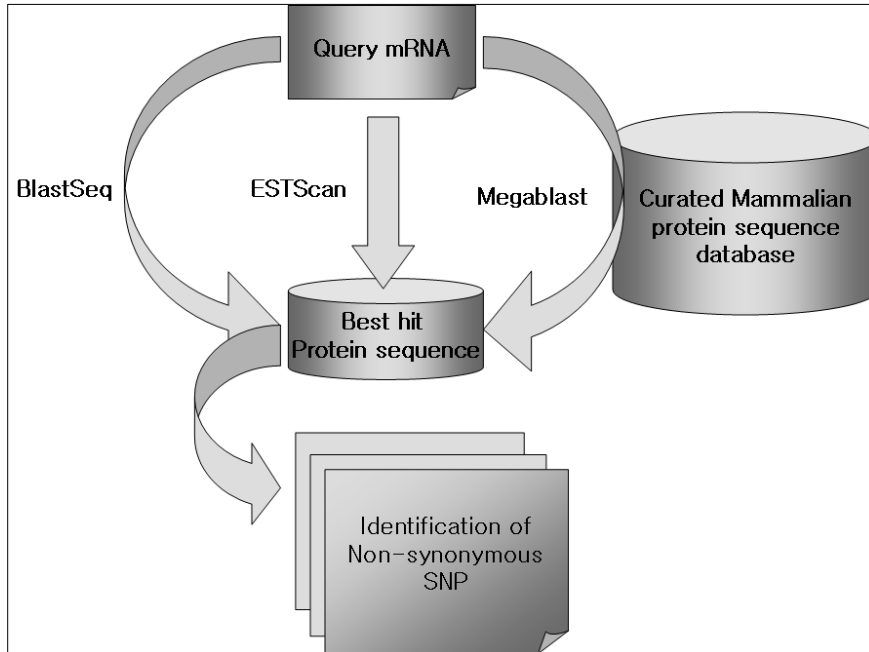 Query mRNA
BlastSeq
ESTScan
Megablast
Curated Mammalian
protein sequence
database
Best hit
Protein sequence
Identification of
Non-synonymous
SNP